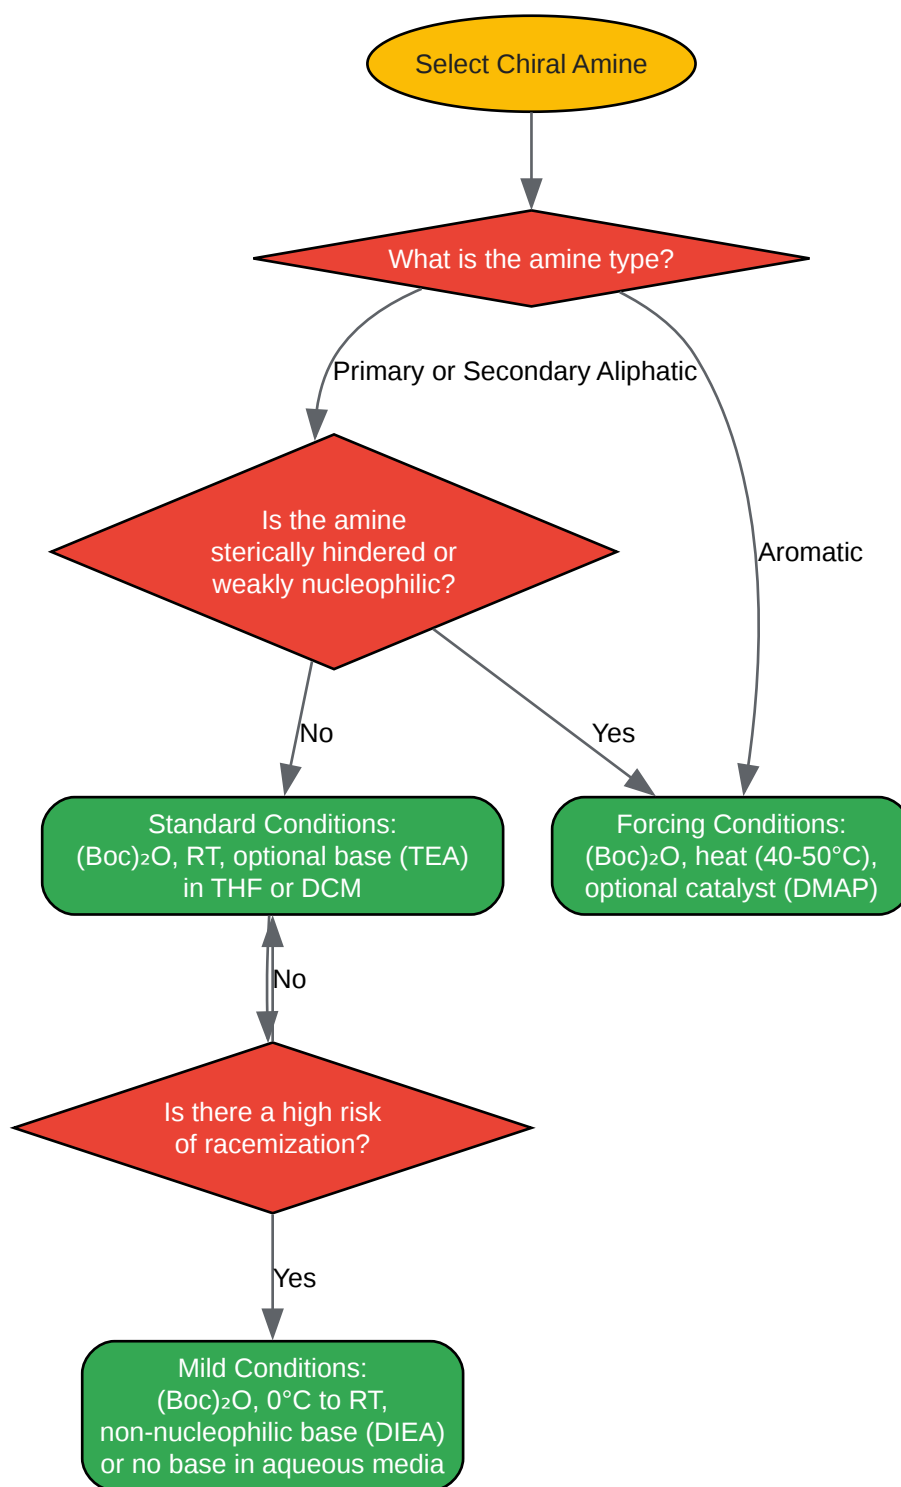 Select Chiral Amine
What is the amine type?
Primary or Secondary Aliphatic
Is the amine
sterically hindered or
weakly nucleophilic?
Aromatic
No
Yes
Standard Conditions:
(Boc)₂O, RT, optional base (TEA)
in THF or DCM
Forcing Conditions:
(Boc)₂O, heat (40-50°C),
optional catalyst (DMAP)
No
Is there a high risk
of racemization?
Yes
Mild Conditions:
(Boc)₂O, 0°C to RT,
non-nucleophilic base (DIEA)
or no base in aqueous media